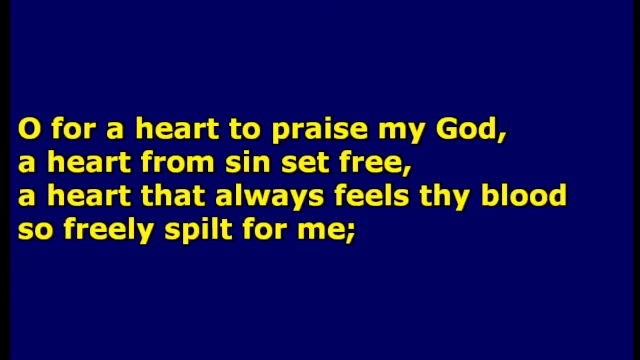 O for a heart to praise my God,
a heart from sin set free,
a heart that always feels thy blood
so freely spilt for me;